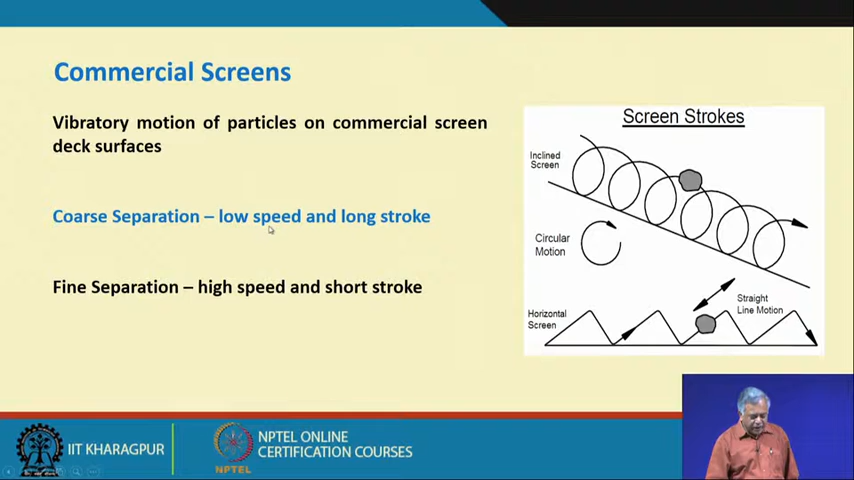 Commercial Screens
Vibratory motion of particles on commercial screen
deck surfaces
Coarse Separation – low speed and long stroke
Fine Separation – high speed and short stroke
Screen Strokes
Inclined
Screen
Circular
Motion
Straight
Line Motion
Horizontal
Screen
IIT KHARAGPUR
NPTEL
NPTEL ONLINE
CERTIFICATION COURSES